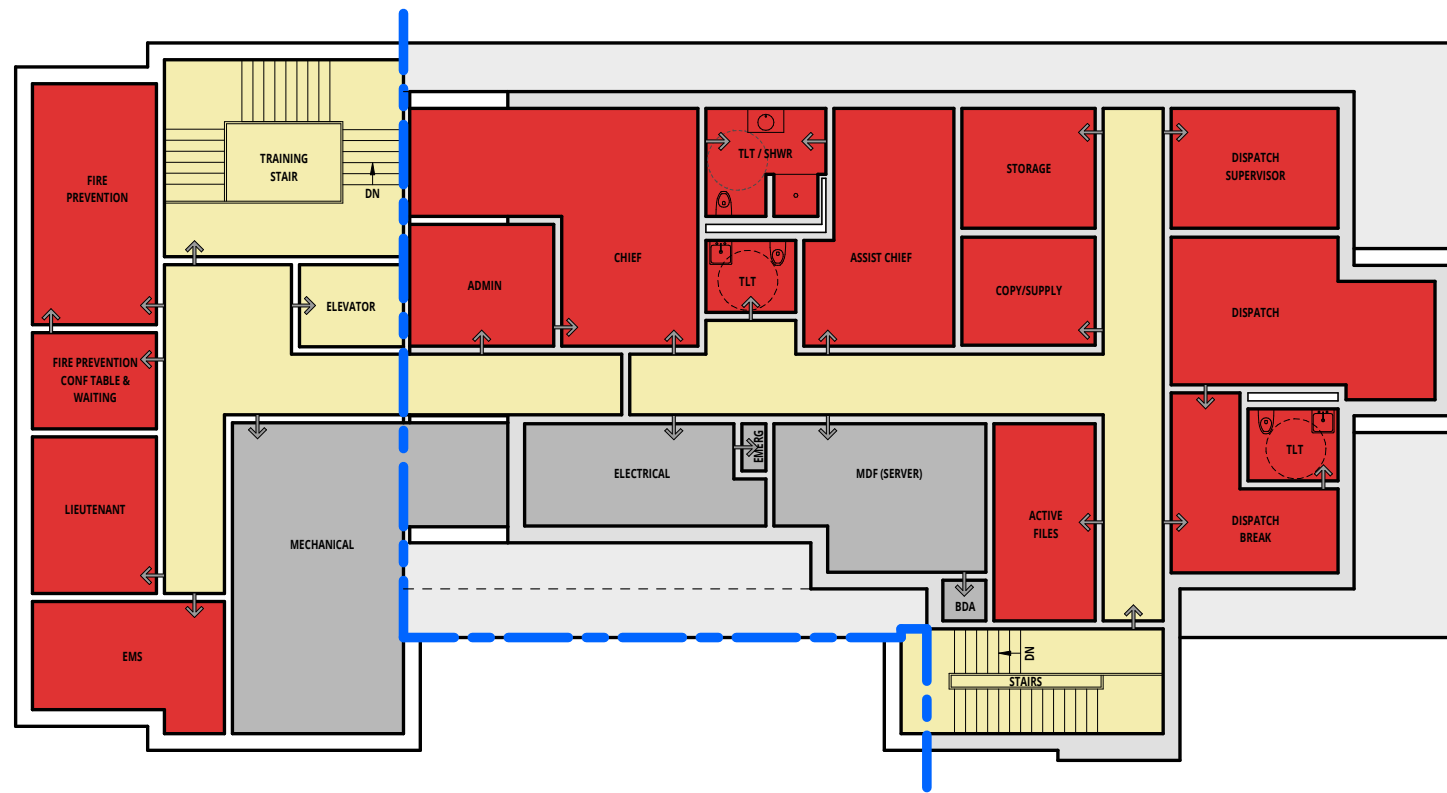 FIRE
PREVENTION
TRAINING
STAIR
DN
ELEVATOR
FIRE PREVENTION
CONF TABLE &
WAITING
LIEUTENANT
EMS
MECHANICAL
ADMIN
CHIEF
TLT / SHWR
TLT
ASSIST CHIEF
STORAGE
COPY/SUPPLY
DISPATCH
SUPERVISOR
DISPATCH
ELECTRICAL
EMERG
MDF (SERVER)
BDA
ACTIVE
FILES
TLT
DISPATCH
BREAK
DN
STAIRS